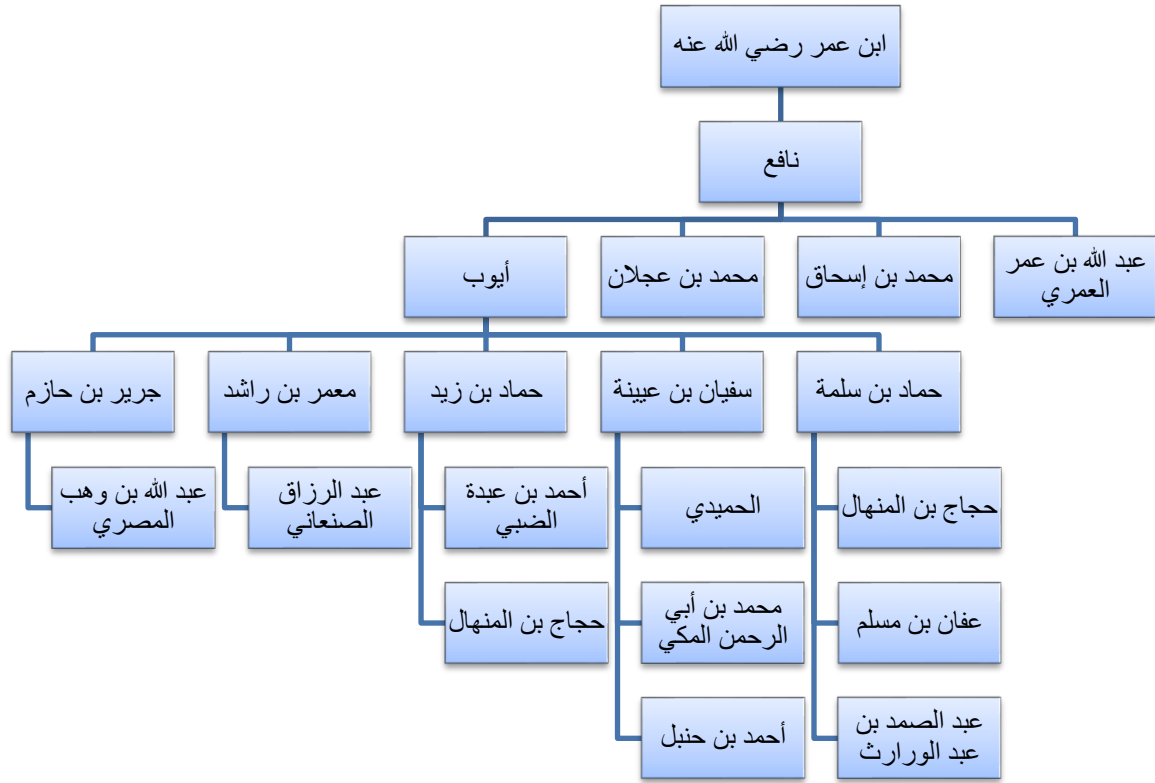 ابن عمر رضي الله عنه
نافع
عبد الله بن عمر
العمري
محمد بن إسحاق
محمد بن عجلان
أيوب
حماد بن سلمة
سفيان بن عيينة
حماد بن زيد
معمر بن راشد
جرير بن حازم
حجاج بن المنهال
الحميدي
أحمد بن عبدة
الضبي
عبد الرزاق
الصنعاني
عبد الله بن وهب
المصري
عفان بن مسلم
محمد بن أبي
الرحمن المكي
حجاج بن المنهال
عبد الصمد بن
عبد الورارث
أحمد بن حنبل